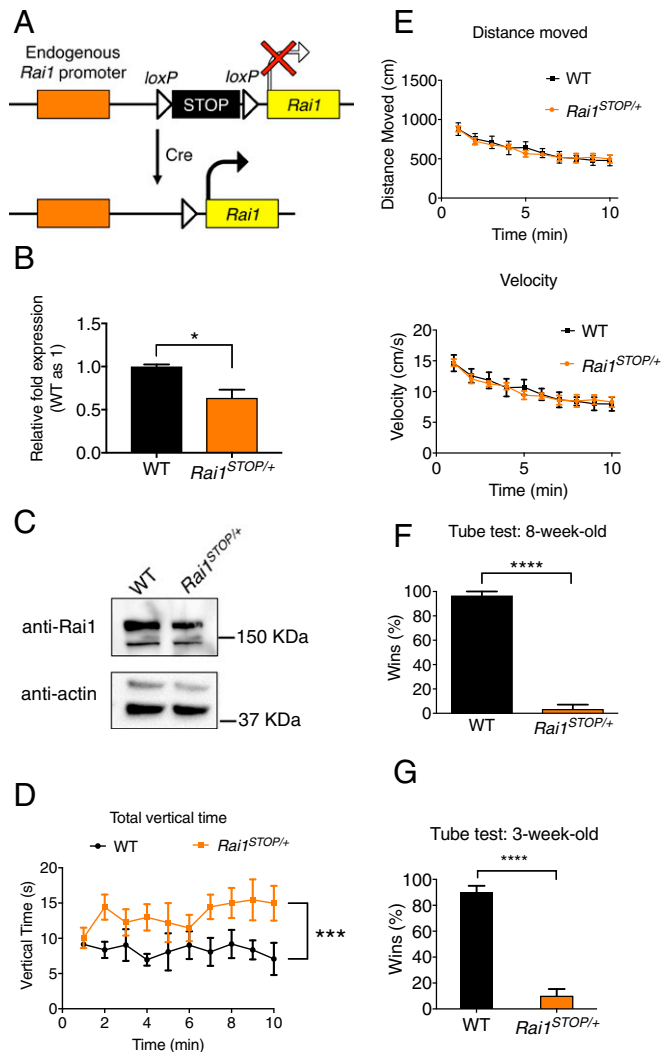 A
Endogenous
Rai1 promoter
loxP
loxP
STOP
Rai1
Cre
Rai1
B
Relative fold expression
(WT as 1)
1.5
1.0
0.5
0.0
*
WT
Rai1STOP/+
C
WT
Rai1STOP/+
anti-Rai1
150 KDa
anti-actin
37 KDa
D
Total vertical time
WT
Rai1STOP/+
Vertical Time (s)
20
15
10
5
0
***
0 2 4 6 8 10
Time (min)
E
Distance moved
WT
Rai1STOP/+
Distance Moved (cm)
1500
1000
500
0
0 5 10
Time (min)
Velocity
WT
Rai1STOP/+
Velocity (cm/s)
20
15
10
5
0
0 5 10
Time (min)
F
Tube test: 8-week-old
****
Wins (%)
100
80
60
40
20
0
WT
Rai1STOP/+
G
Tube test: 3-week-old
****
Wins (%)
100
80
60
40
20
0
WT
Rai1STOP/+